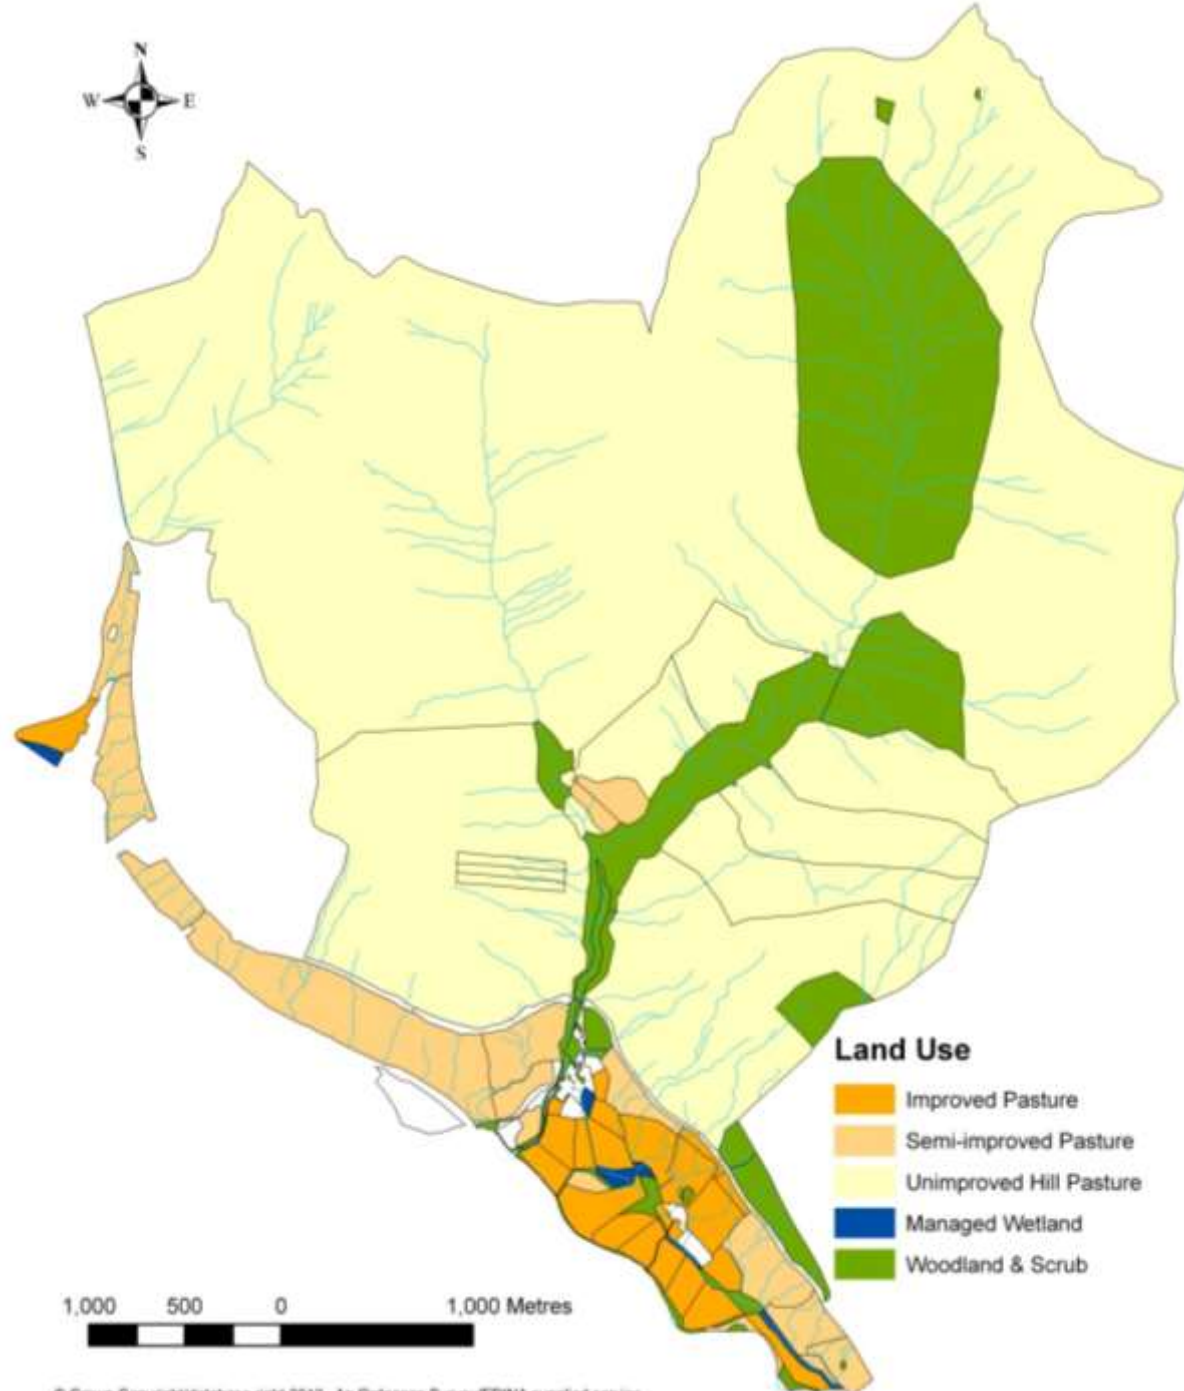 N
W E
S
Land Use
Improved Pasture
Semi-improved Pasture
Unimproved Hill Pasture
Managed Wetland
Woodland & Scrub
1,000 500 0 1,000 Metres